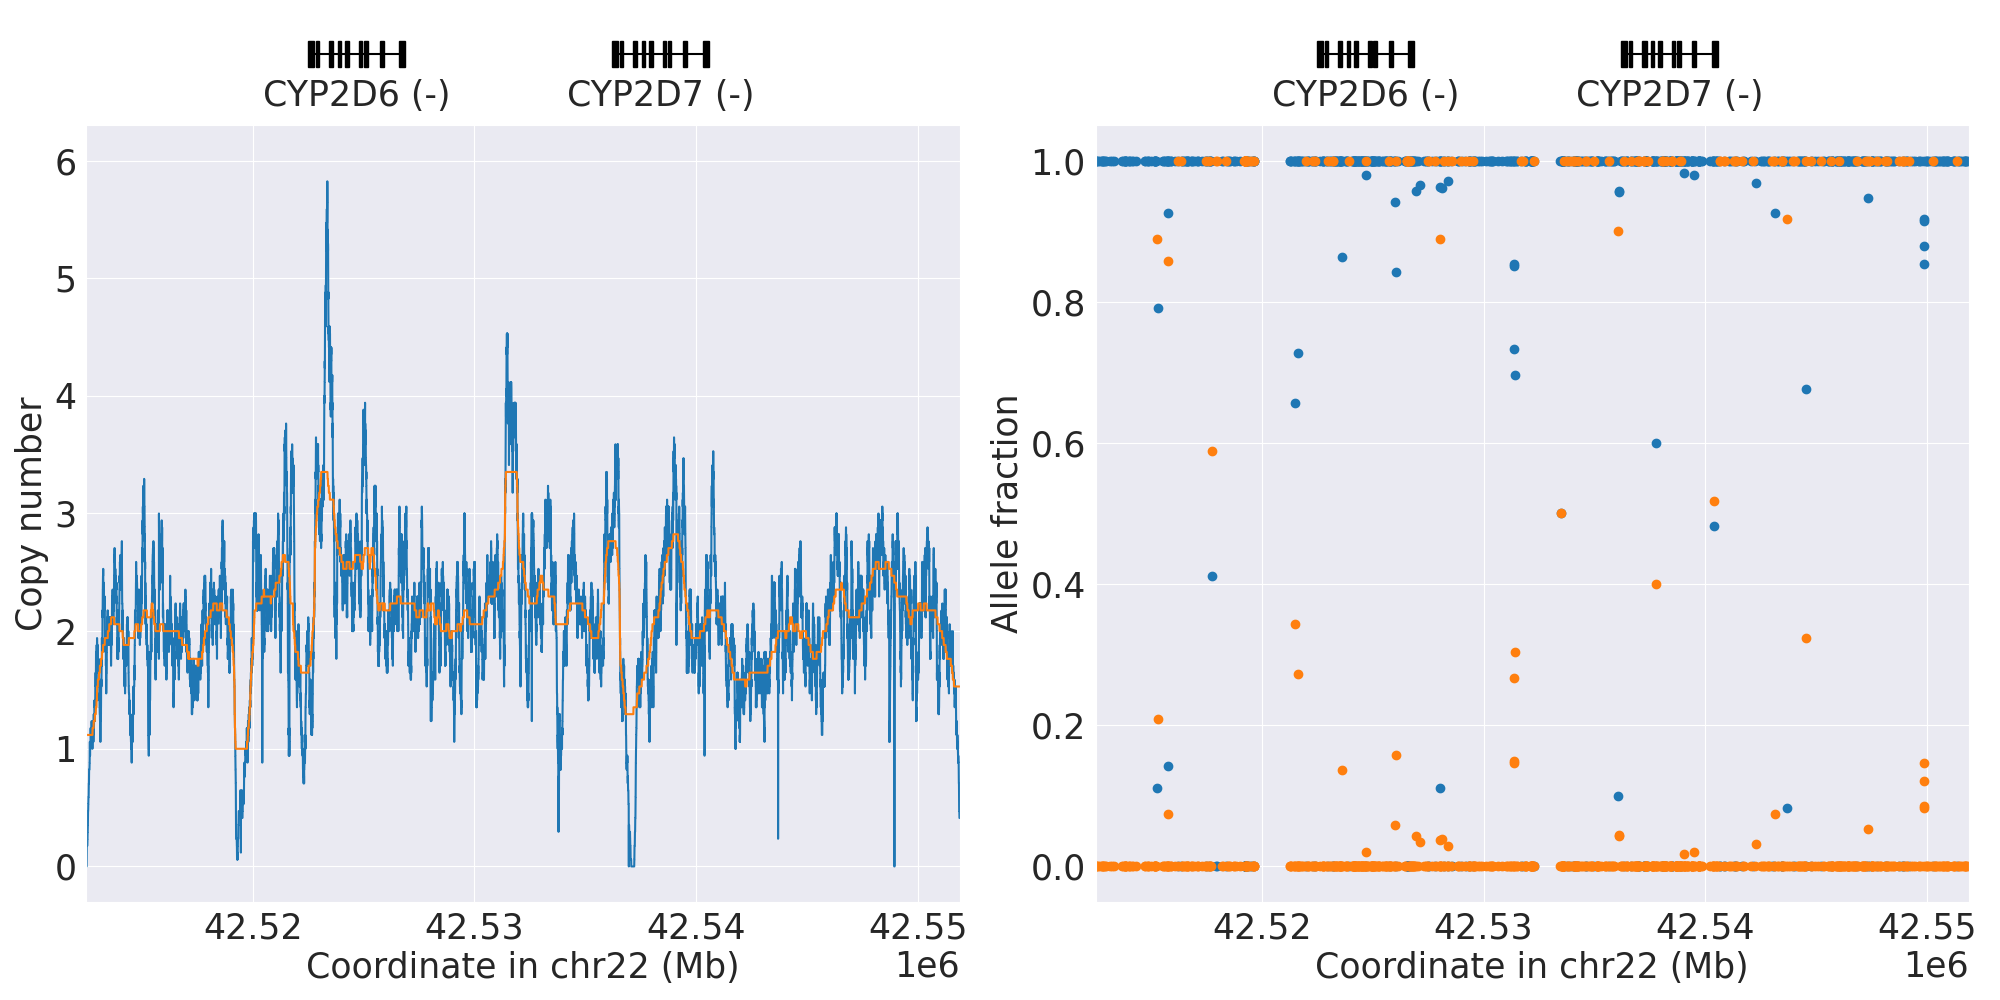 CYP2D6 (-) CYP2D7 (-)
6
5
4
3
2
1
0
Copy number
42.52 42.53 42.54 42.55
Coordinate in chr22 (Mb) 1e6
CYP2D6 (-) CYP2D7 (-)
1.0
0.8
0.6
0.4
0.2
0.0
Allele fraction
42.52 42.53 42.54 42.55
Coordinate in chr22 (Mb) 1e6